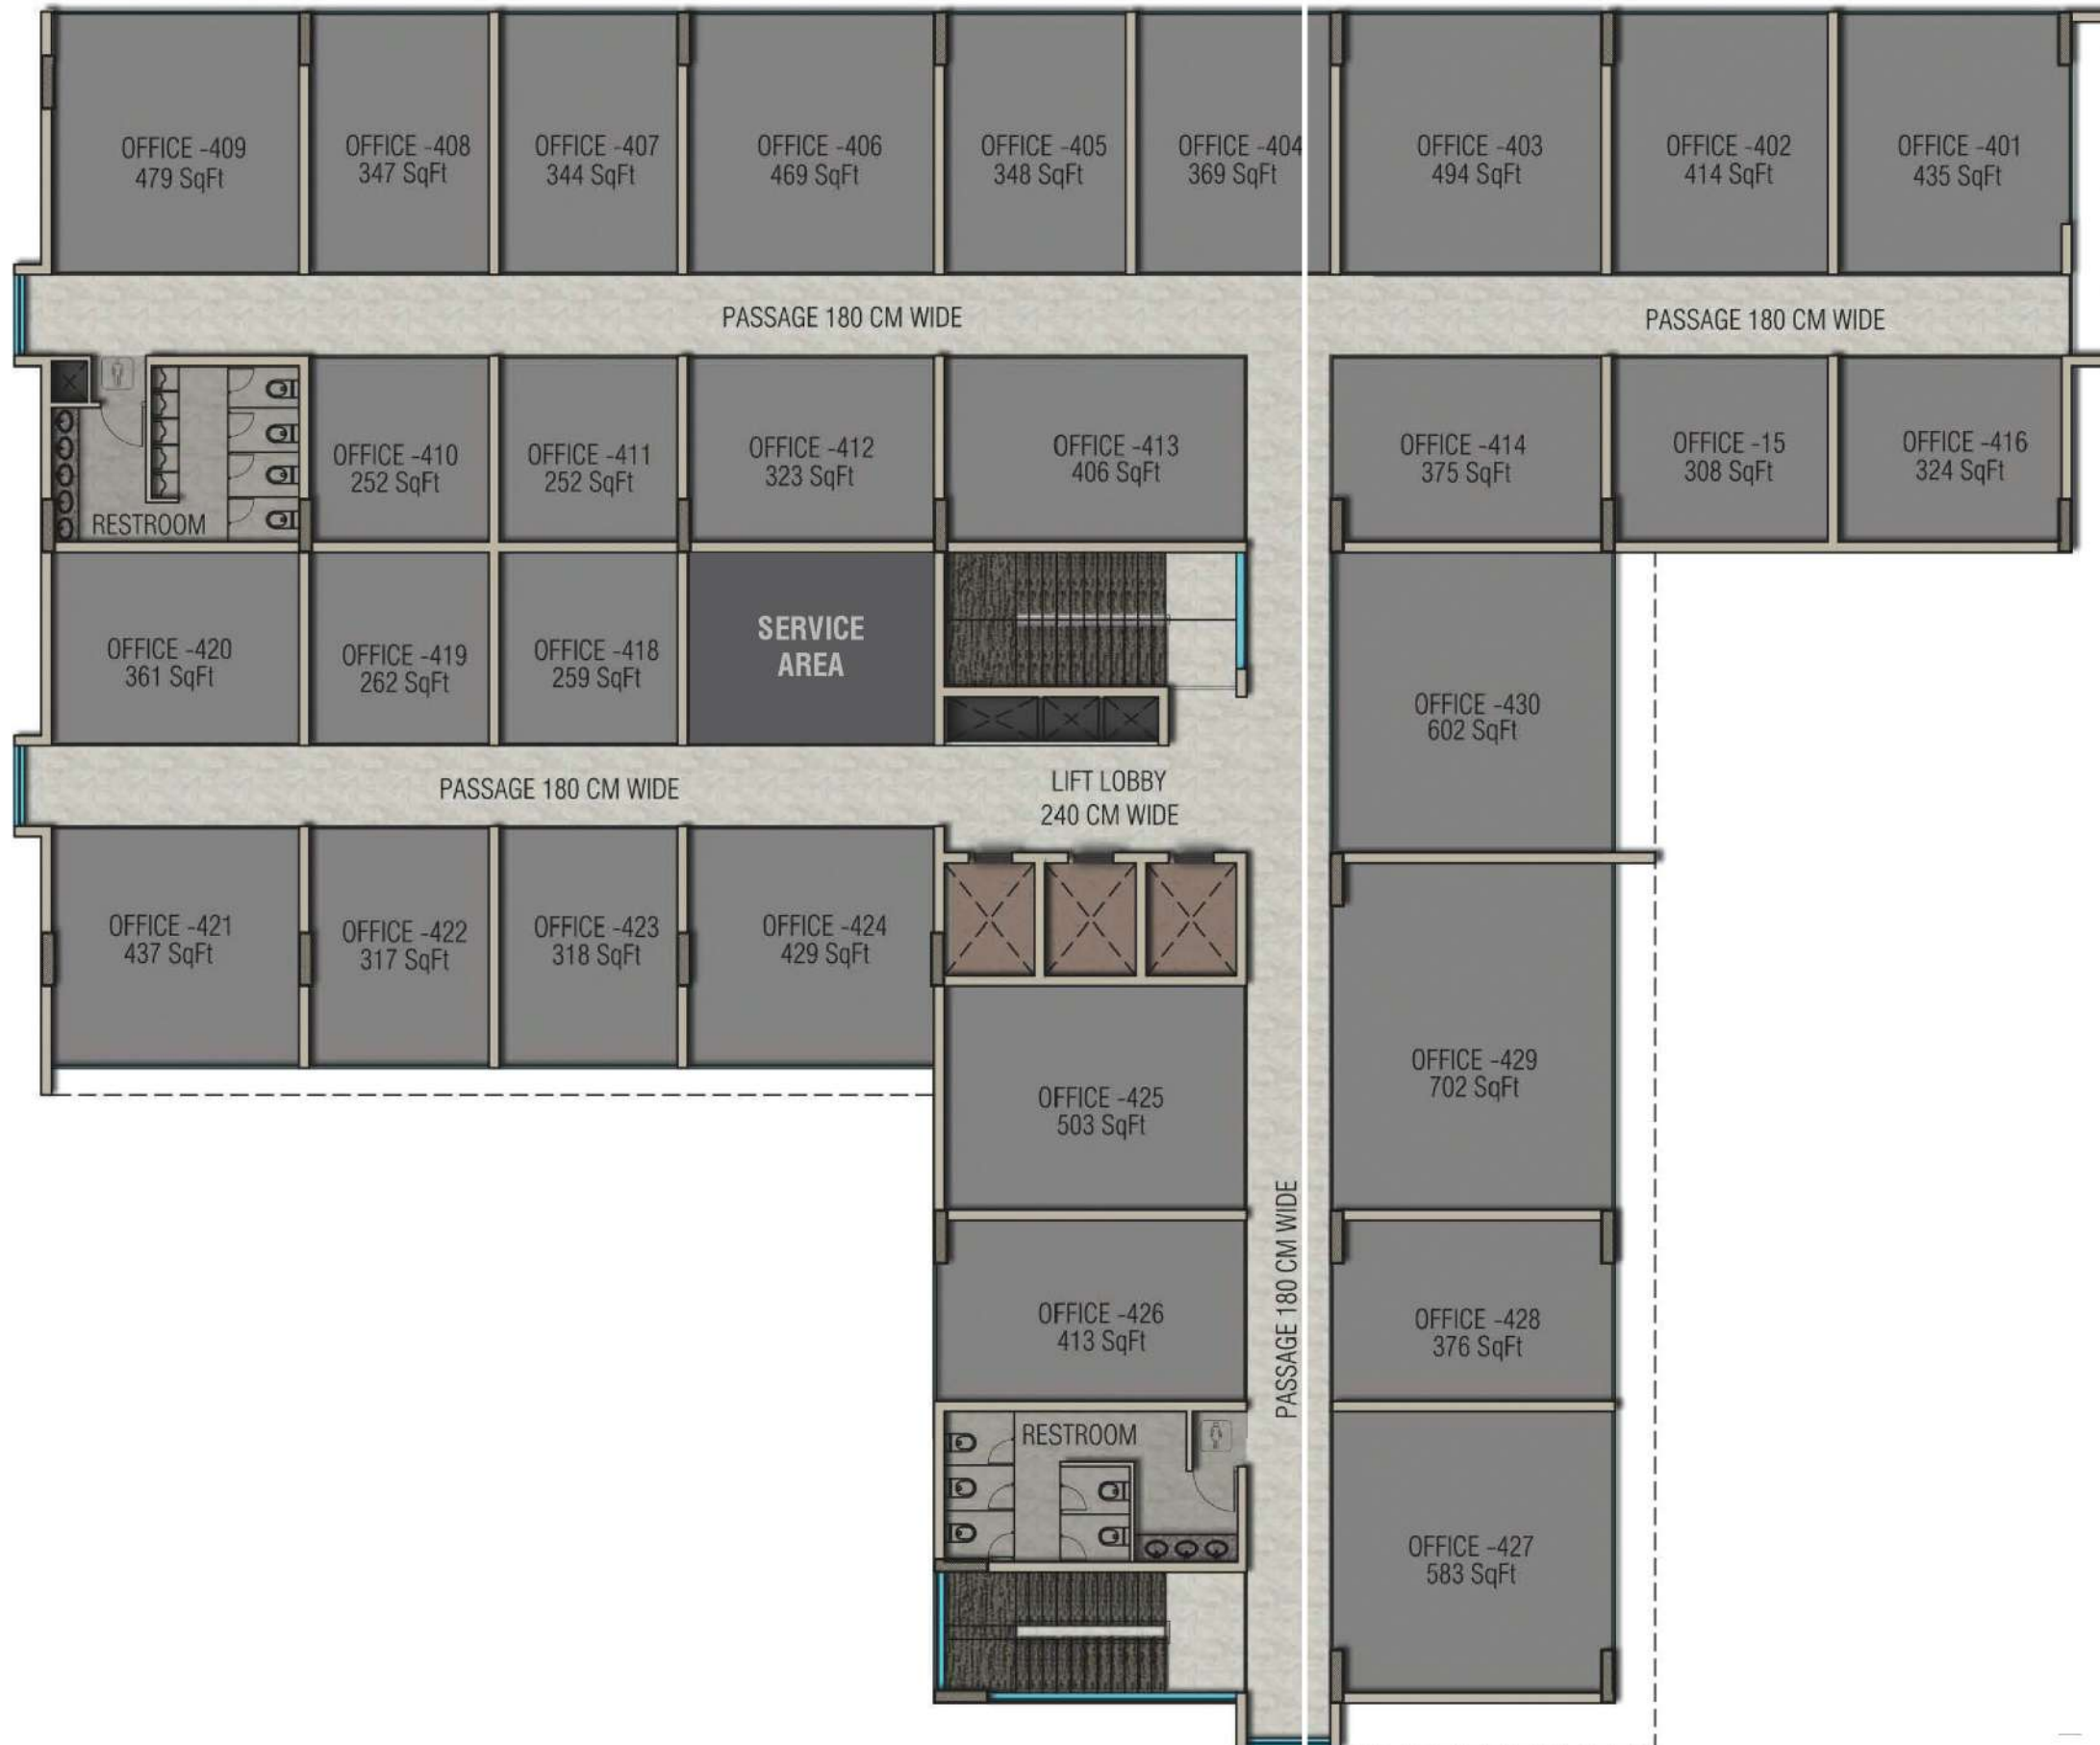 OFFICE -409
479 SqFt
OFFICE -408
347 SqFt
OFFICE -407
344 SqFt
OFFICE -406
469 SqFt
OFFICE -405
348 SqFt
OFFICE -404
369 SqFt
OFFICE -403
494 SqFt
OFFICE -402
414 SqFt
OFFICE -401
435 SqFt
PASSAGE 180 CM WIDE
PASSAGE 180 CM WIDE
RESTROOM
OFFICE -410
252 SqFt
OFFICE -411
252 SqFt
OFFICE -412
323 SqFt
OFFICE -413
406 SqFt
OFFICE -414
375 SqFt
OFFICE -15
308 SqFt
OFFICE -416
324 SqFt
OFFICE -420
361 SqFt
OFFICE -419
262 SqFt
OFFICE -418
259 SqFt
SERVICE
AREA
OFFICE -430
602 SqFt
PASSAGE 180 CM WIDE
LIFT LOBBY
240 CM WIDE
OFFICE -421
437 SqFt
OFFICE -422
317 SqFt
OFFICE -423
318 SqFt
OFFICE -424
429 SqFt
OFFICE -425
503 SqFt
OFFICE -429
702 SqFt
PASSAGE 180 CM WIDE
OFFICE -426
413 SqFt
OFFICE -428
376 SqFt
RESTROOM
OFFICE -427
583 SqFt